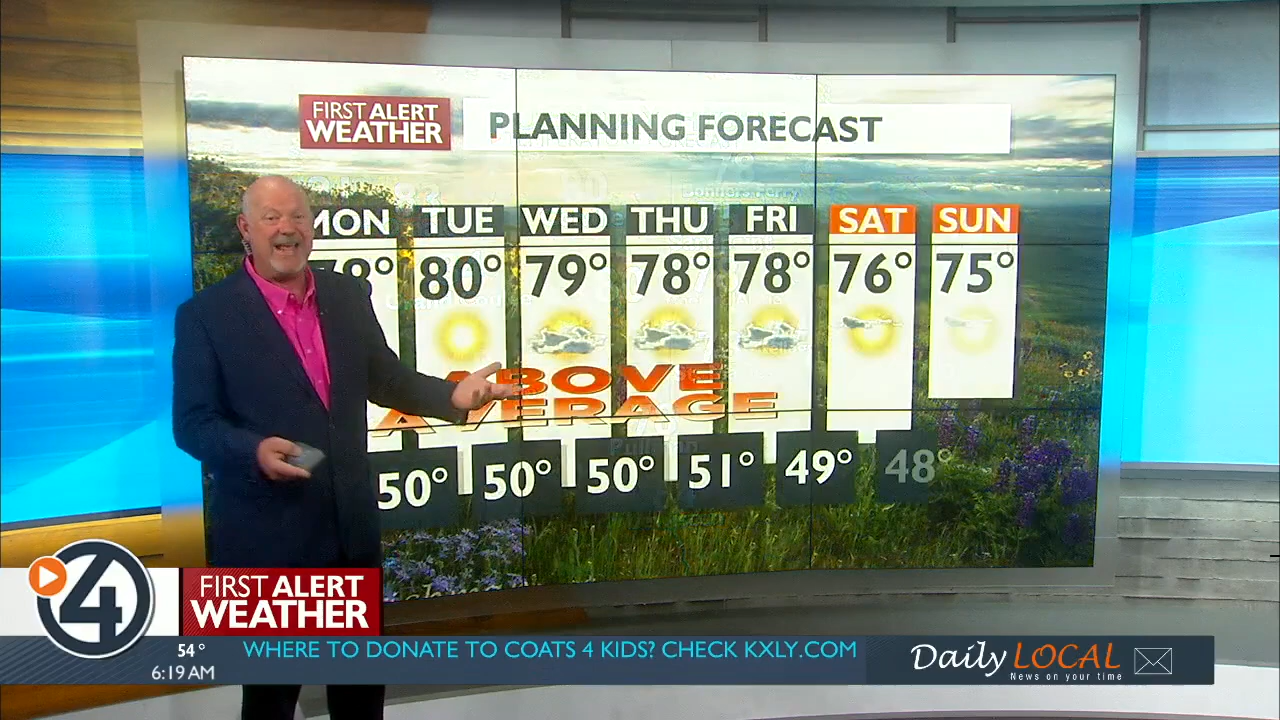 FIRST ALERT
WEATHER
PLANNING FORECAST
MON TUE WED THU FRI SAT SUN
78° 80° 79° 78° 78° 76° 75°
ABOVE
AVERAGE
50° 50° 50° 51° 49° 48°
4
FIRST ALERT
WEATHER
54°
WHERE TO DONATE TO COATS 4 KIDS? CHECK KXLY.COM
6:19 AM
Daily LOCAL
News on your time